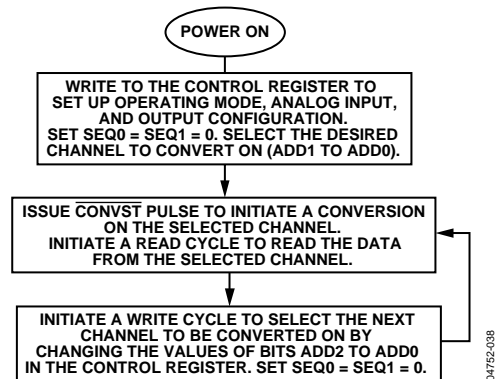 POWER ON
WRITE TO THE CONTROL REGISTER TO
SET UP OPERATING MODE, ANALOG INPUT,
AND OUTPUT CONFIGURATION.
SET SEQ0 = SEQ1 = 0. SELECT THE DESIRED
CHANNEL TO CONVERT ON (ADD1 TO ADD0).
ISSUE CONVST PULSE TO INITIATE A CONVERSION
ON THE SELECTED CHANNEL.
INITIATE A READ CYCLE TO READ THE DATA
FROM THE SELECTED CHANNEL.
INITIATE A WRITE CYCLE TO SELECT THE NEXT
CHANNEL TO BE CONVERTED ON BY
CHANGING THE VALUES OF BITS ADD2 TO ADD0
IN THE CONTROL REGISTER. SET SEQ0 = SEQ1 = 0.
04752-038